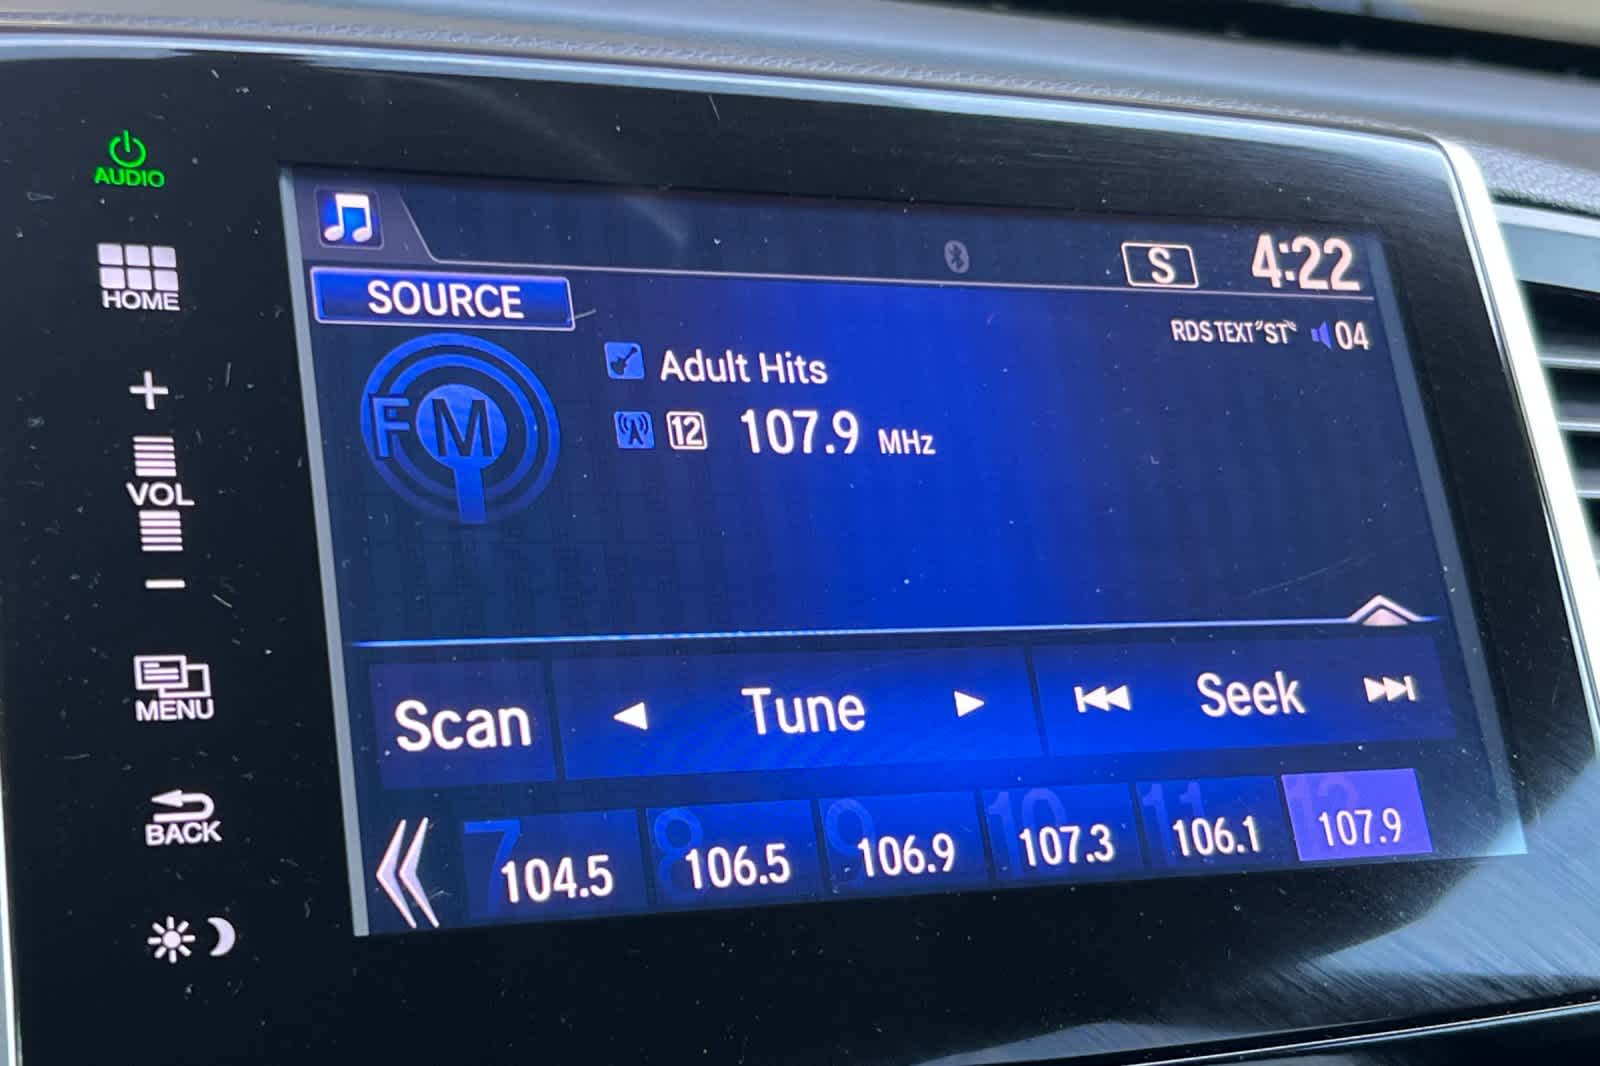 AUDIO
HOME
+
VOL
−
MENU
BACK
S 4:22
SOURCE
RDS TEXT "ST" 04
FM
Adult Hits
12 107.9 MHz
Scan Tune Seek
7 104.5 8 106.5 9 106.9 10 107.3 11 106.1 12 107.9